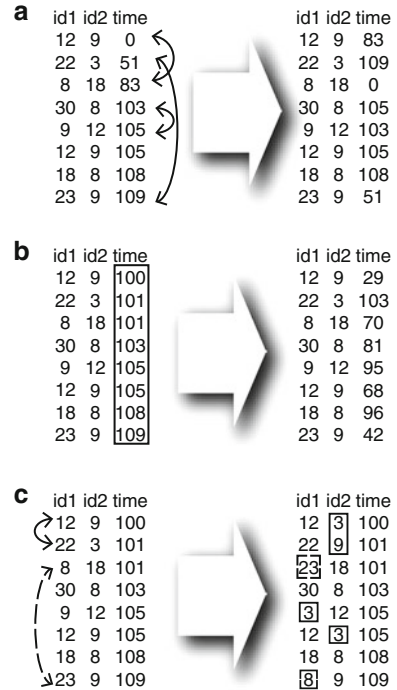 a
id1 id2 time id1 id2 time
12 9 0 12 9 83
22 3 51 22 3 109
8 18 83 8 18 0
30 8 103 30 8 105
9 12 105 9 12 103
12 9 105 12 9 105
18 8 108 18 8 108
23 9 109 23 9 51
b
id1 id2 time id1 id2 time
12 9 100 12 9 29
22 3 101 22 3 103
8 18 101 8 18 70
30 8 103 30 8 81
9 12 105 9 12 95
12 9 105 12 9 68
18 8 108 18 8 96
23 9 109 23 9 42
c
id1 id2 time id1 id2 time
12 9 100 12 3 100
22 3 101 22 9 101
8 18 101 23 18 101
30 8 103 30 8 103
9 12 105 3 12 105
12 9 105 12 3 105
18 8 108 18 8 108
23 9 109 8 9 109